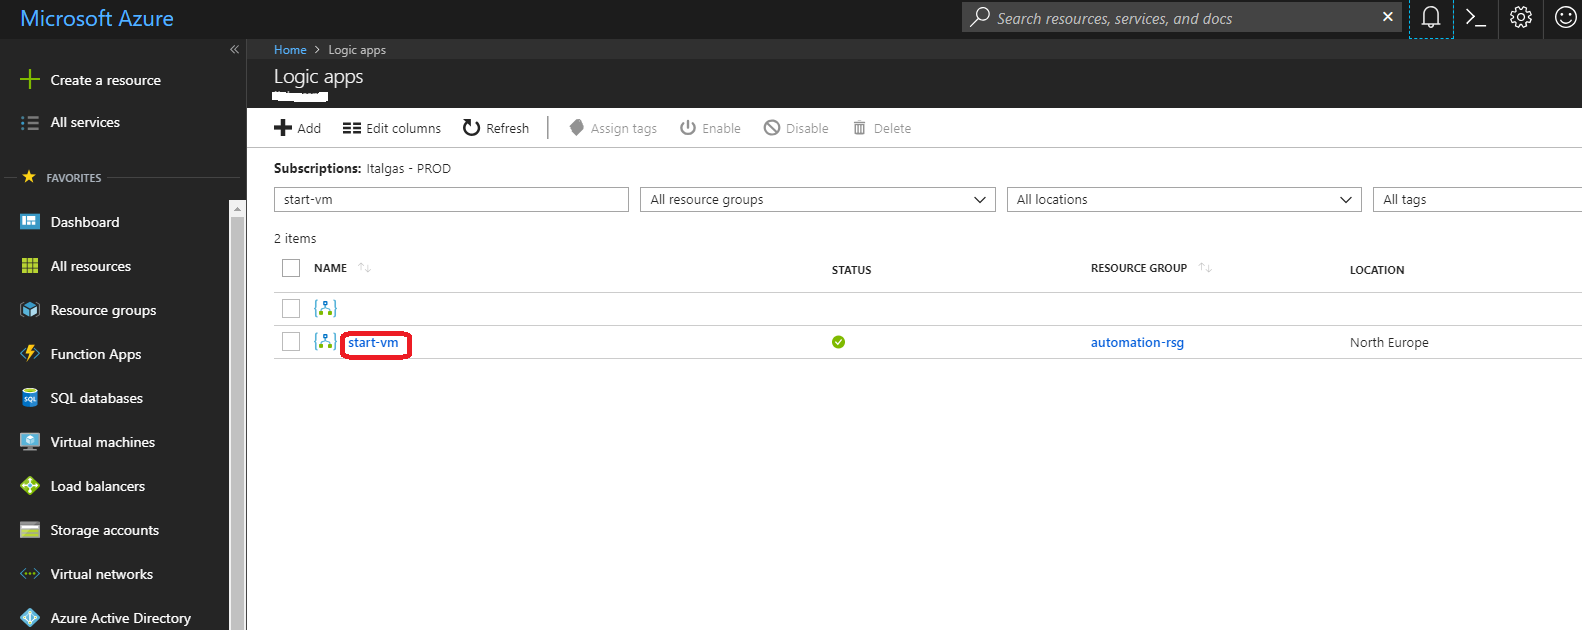 Microsoft Azure
Search resources, services, and docs
Home > Logic apps
Logic apps
Create a resource
All services
FAVORITES
Dashboard
All resources
Resource groups
Function Apps
SQL databases
Virtual machines
Load balancers
Storage accounts
Virtual networks
Azure Active Directory
Add Edit columns Refresh Assign tags Enable Disable Delete
Subscriptions: Italgas - PROD
start-vm All resource groups All locations All tags
2 items
NAME STATUS RESOURCE GROUP LOCATION
start-vm automation-rsg North Europe